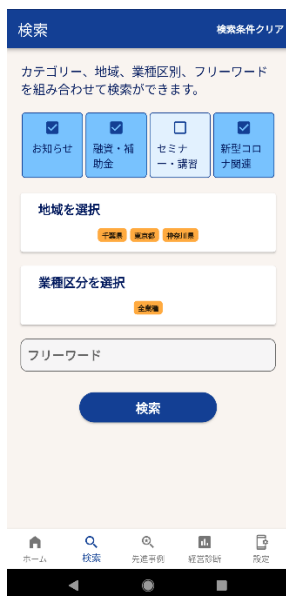 検索
検索条件クリア
カテゴリー、地域、業種区別、フリーワード
を組み合わせて検索ができます。
お知らせ
融資・補
助金
セミナ
ー・講習
新型コロ
ナ関連
地域を選択
千葉県 東京都 神奈川県
業種区分を選択
全業種
フリーワード
検索
ホーム 検索 先進事例 経営診断 設定